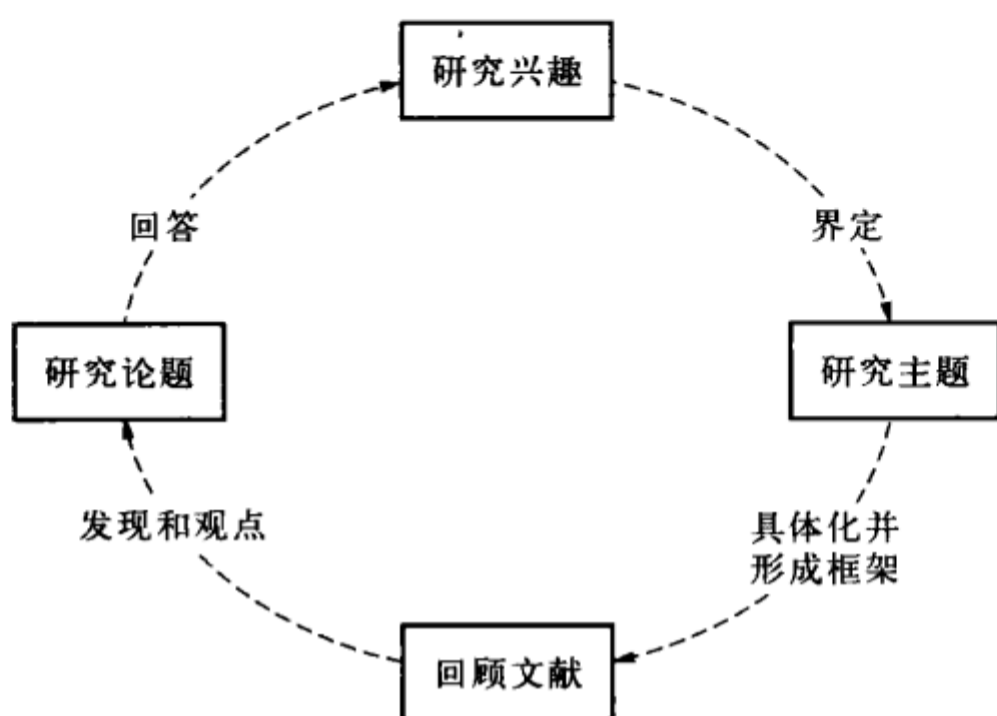 研究兴趣
回答
界定
研究论题
研究主题
发现和观点
具体化并
形成框架
回顾文献